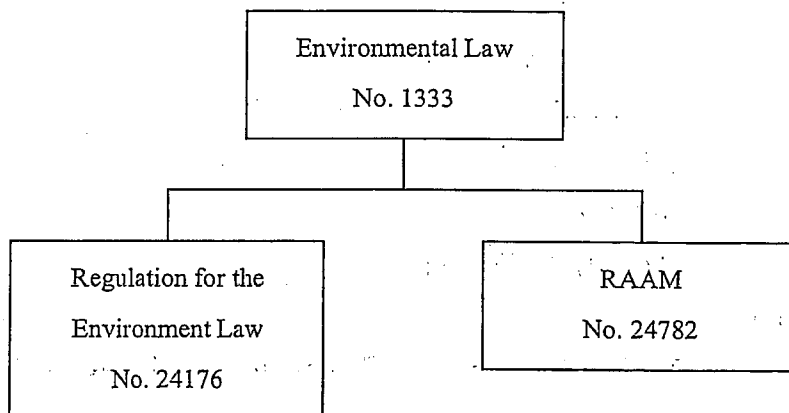 Environmental Law
No. 1333
Regulation for the
Environment Law
No. 24176
RAAM
No. 24782